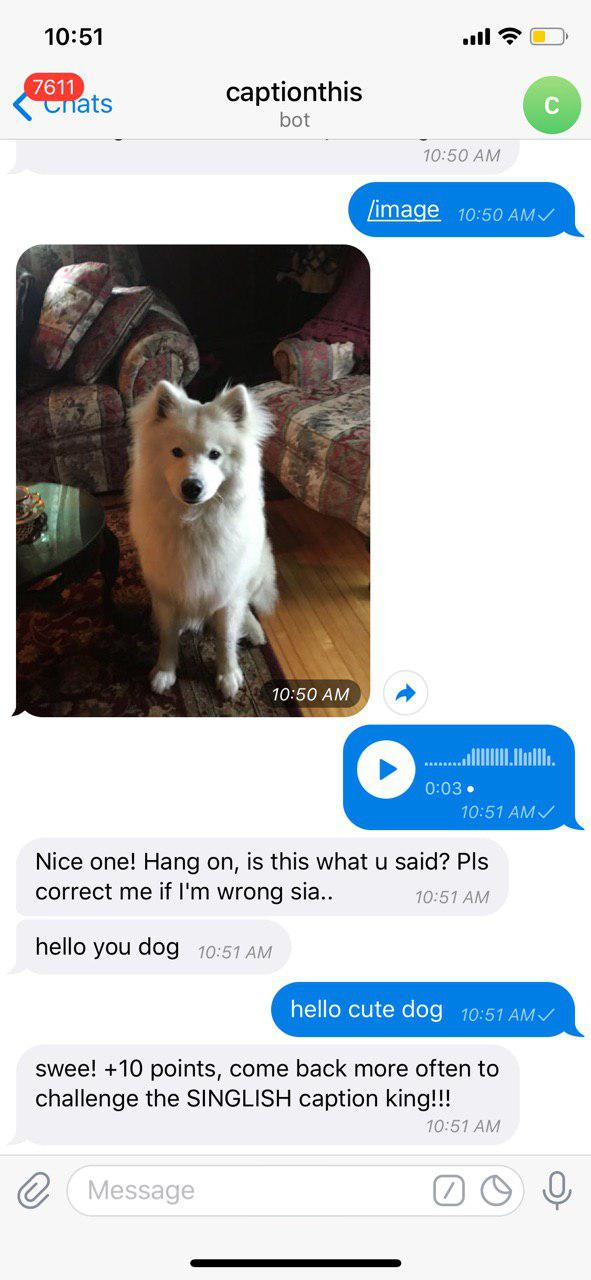 10:51
7611
Chats
captionthis
bot
C
10:50 AM
/image 10:50 AM
10:50 AM
0:03
10:51 AM
Nice one! Hang on, is this what u said? Pls
correct me if I'm wrong sia.. 10:51 AM
hello you dog 10:51 AM
hello cute dog 10:51 AM
swee! +10 points, come back more often to
challenge the SINGLISH caption king!!!
10:51 AM
Message